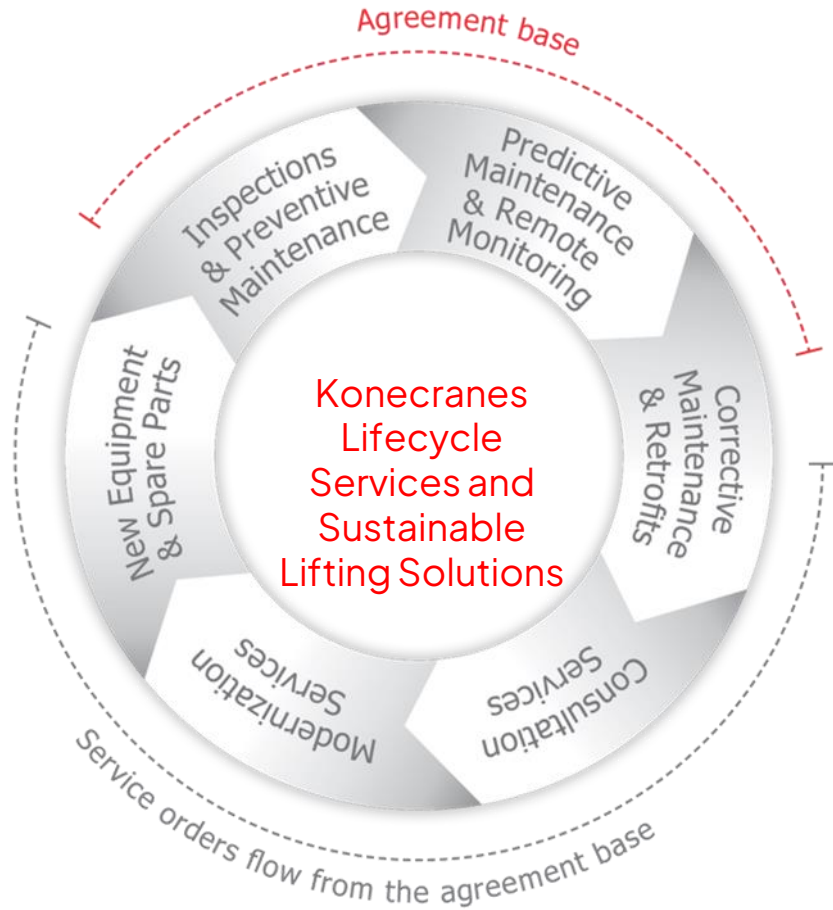 Agreement base
Inspections
& Preventive
Maintenance
Predictive
Maintenance
& Remote
Monitoring
Corrective
Maintenance
& Retrofits
Consultation
Services
Modernization
Services
New Equipment
& Spare Parts
Konecranes
Lifecycle
Services and
Sustainable
Lifting Solutions
Service orders flow from the agreement base